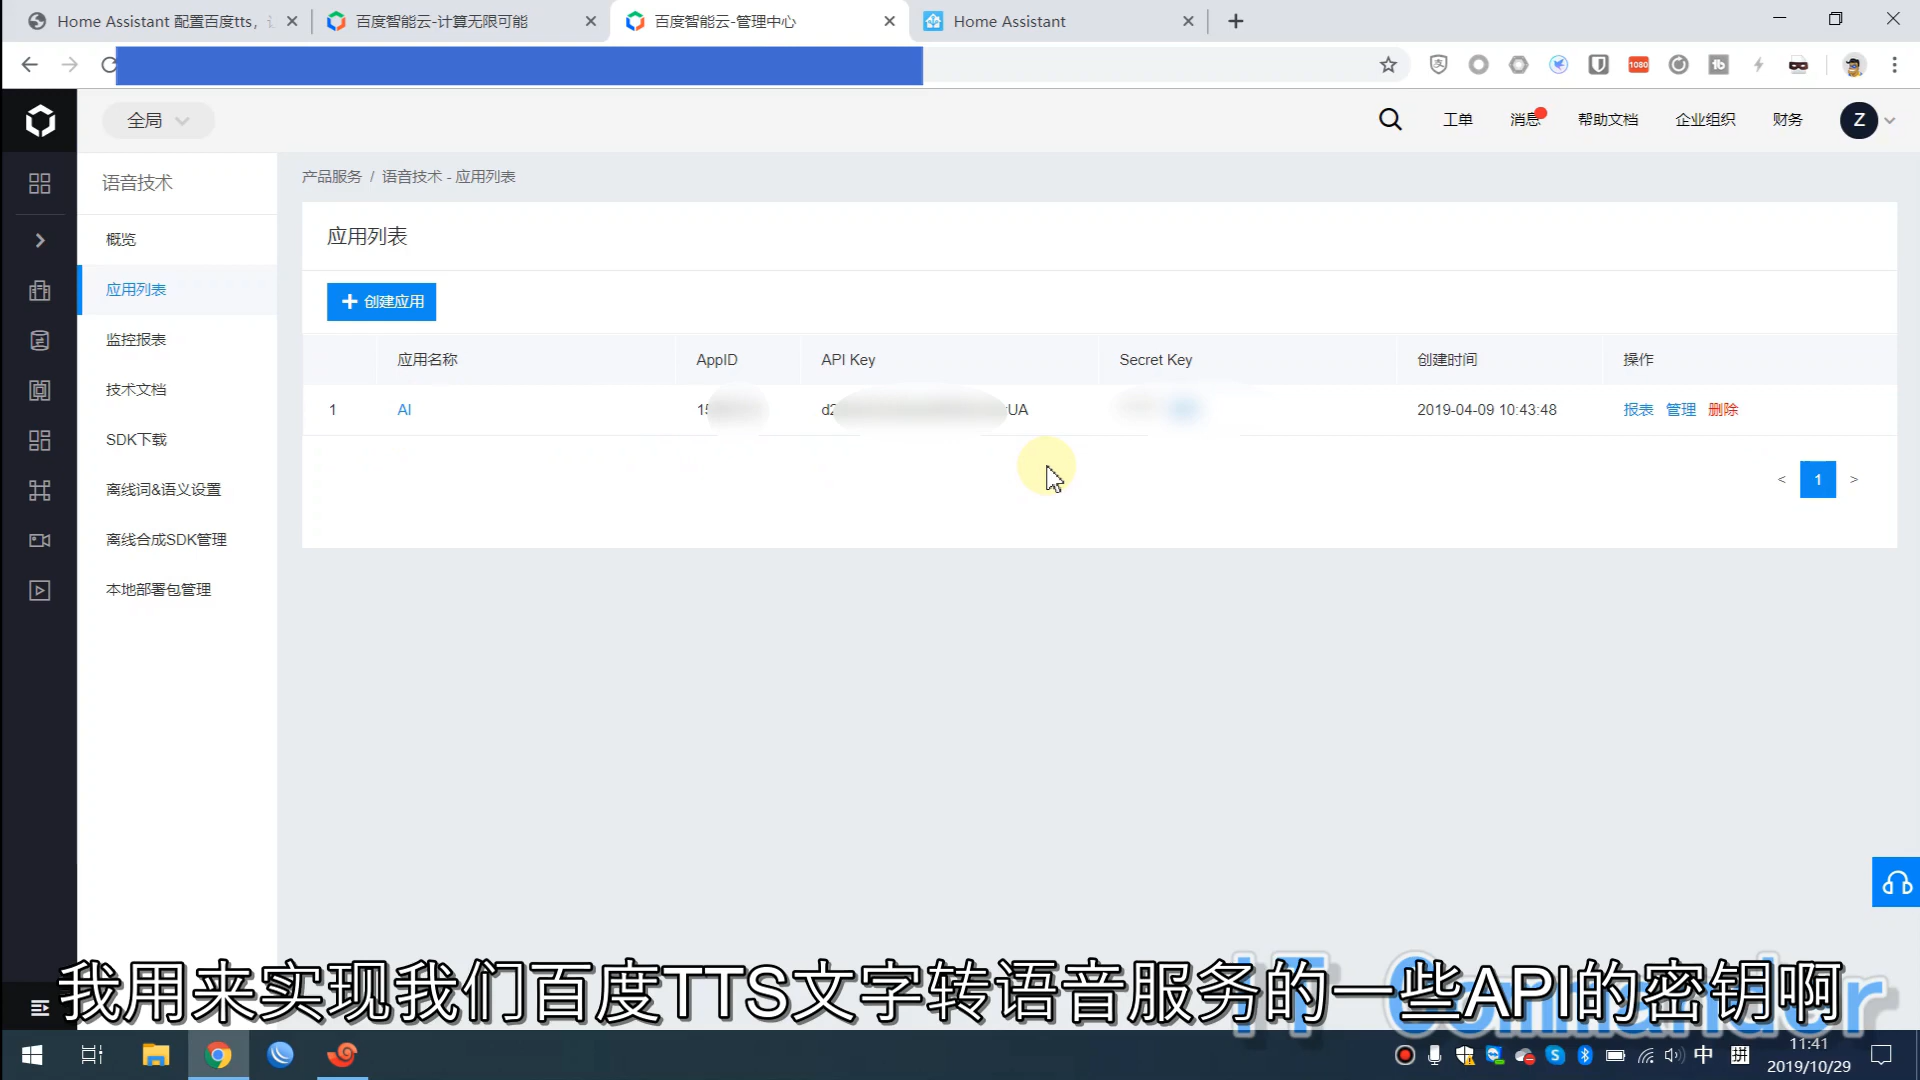 Home Assistant 配置百度tts,
百度智能云-计算无限可能
百度智能云-管理中心
Home Assistant
1080
全局
工单
消息
帮助文档
企业组织
财务
Z
语音技术
概览
应用列表
监控报表
技术文档
SDK下载
离线词&语义设置
离线合成SDK管理
本地部署包管理
产品服务 / 语音技术 - 应用列表
应用列表
创建应用
应用名称 AppID API Key Secret Key 创建时间 操作
1 AI 15 d2 UA 2019-04-09 10:43:48 报表 管理 删除
< 1 >
IT Commander
我用来实现我们百度TTS文字转语音服务的一些API的密钥啊
中
拼
11:41
2019/10/29